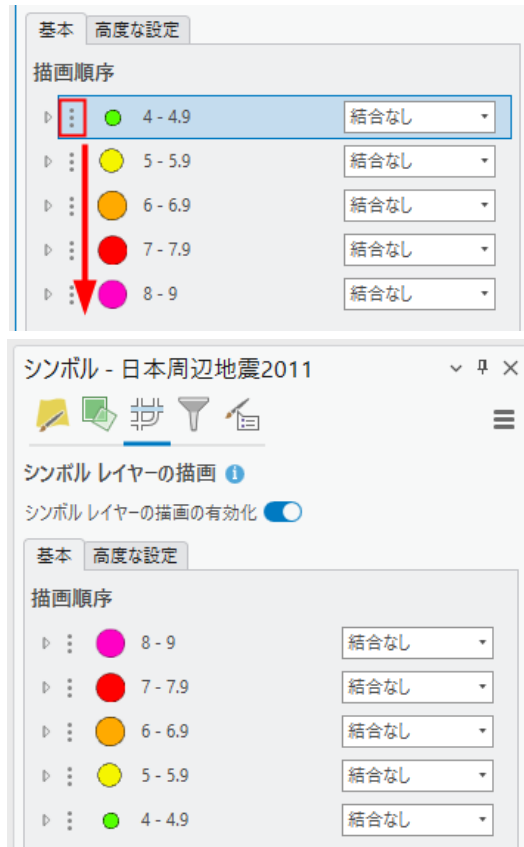 基本 高度な設定
描画順序
4 - 4.9 結合なし
5 - 5.9 結合なし
6 - 6.9 結合なし
7 - 7.9 結合なし
8 - 9 結合なし
シンボル - 日本周辺地震2011
シンボル レイヤーの描画
シンボル レイヤーの描画の有効化
基本 高度な設定
描画順序
8 - 9 結合なし
7 - 7.9 結合なし
6 - 6.9 結合なし
5 - 5.9 結合なし
4 - 4.9 結合なし